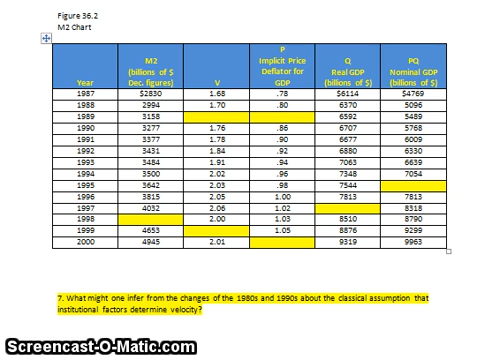 Figure 36.2
M2 Chart
Year M2 (billions of $ Dec. figures) V P Implicit Price Deflator for GDP Q Real GDP (billions of $) PQ Nominal GDP (billions of $)
1987 $2830 1.68 .78 $6114 $4769
1988 2994 1.70 .80 6370 5096
1989 3158 6592 5489
1990 3277 1.76 .86 6707 5768
1991 3377 1.78 .90 6677 6009
1992 3431 1.84 .92 6880 6330
1993 3484 1.91 .94 7063 6639
1994 3500 2.02 .96 7348 7054
1995 3642 2.03 .98 7544
1996 3815 2.05 1.00 7813 7813
1997 4032 2.06 1.02 8318
1998 2.00 1.03 8510 8790
1999 4653 1.05 8876 9299
2000 4945 2.01 9319 9963
7. What might one infer from the changes of the 1980s and 1990s about the classical assumption that
institutional factors determine velocity?
Screencast-O-Matic.com